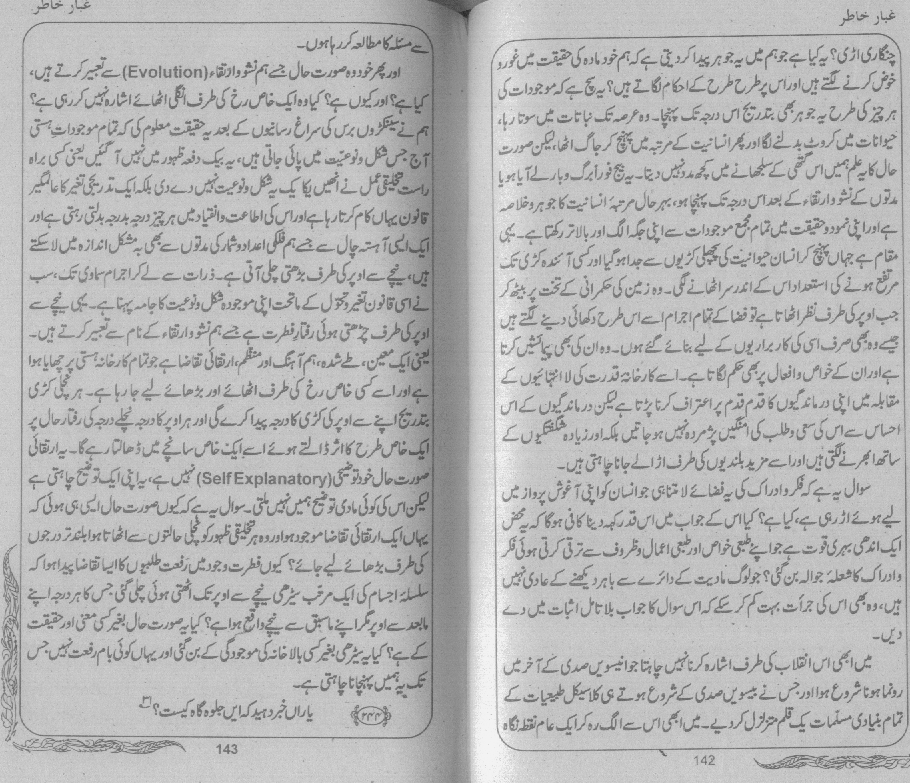 غبار خاطر
چنگاری اڑی؟ یہ کیا ہے جو ہم میں یہ جوہر پیدا کر دیتی ہے کہ ہم خود مادہ کی حقیقت میں غور و
خوض کرنے لگتے ہیں اور اس پر طرح طرح کے احکام لگاتے ہیں؟ یہ سچ ہے کہ موجودات کی
ہر چیز کی طرح یہ جوہر بھی بتدریج اس درجہ تک پہنچا۔ وہ عرصہ تک نباتات میں سوتا رہا،
حیوانات میں کروٹ بدلنے لگا اور پھر انسانیت کے مرتبہ میں پہنچ کر جاگ اٹھا، لیکن صورت
حال کا یہ علم ہمیں اس گتھی کے سلجھانے میں کچھ مدد نہیں دیتا۔ یہ بیج فوراً برگ و بار لے آیا ہو یا
مدتوں کے نشو و ارتقاء کے بعد اس درجہ تک پہنچا ہو، بہر حال مرتبۂ انسانیت کا جوہر و خلاصہ
ہے اور اپنی نمود و حقیقت میں تمام مجمع موجودات سے اپنی جگہ الگ اور بالاتر رکھتا ہے۔ یہی
مقام ہے جہاں پہنچ کر انسان حیوانیت کی پچھلی کڑیوں سے جدا ہو گیا اور کسی آئندہ کڑی تک
مرتفع ہونے کی استعداد اس کے اندر سر اٹھانے لگی۔ وہ زمین کی حکمرانی کے تخت پر بیٹھ کر
جب اوپر کی طرف نظر اٹھاتا ہے تو فضا کے تمام اجرام اسے اس طرح دکھائی دینے لگتے ہیں
جیسے وہ بھی صرف اسی کی کار برآریوں کے لیے بنائے گئے ہوں۔ وہ ان کی بھی پیمائشیں کرتا
ہے اور ان کے خواص و افعال پر بھی حکم لگاتا ہے۔ اسے کارخانۂ قدرت کی لاانتہائیوں کے
مقابلہ میں اپنی درماندگیوں کا قدم قدم پر اعتراف کرنا پڑتا ہے لیکن درماندگیوں کے اس
احساس سے اس کی سعی و طلب کی امنگیں پژمردہ نہیں ہو جاتیں بلکہ اور زیادہ شگفتگیوں کے
ساتھ ابھرنے لگتی ہیں اور اسے مزید بلندیوں کی طرف اڑا لے جانا چاہتی ہیں۔
سوال یہ ہے کہ فکر و ادراک کی یہ فضائے لامتناہی جو انسان کو اپنی آغوش پرواز میں
لیے ہوئے اڑ رہی ہے، کیا ہے؟ کیا اس کے جواب میں اس قدر کہہ دینا کافی ہوگا کہ یہ محض
ایک اندھی بہری قوت ہے جو اپنے طبعی خواص اور طبعی اعمال و ظروف سے ترقی کرتی ہوئی فکر
و ادراک کا شعلۂ جوالہ بن گئی؟ جو لوگ مادیت کے دائرے سے باہر دیکھنے کے عادی نہیں
ہیں، وہ بھی اس کی جرأت بہت کم کر سکے کہ اس سوال کا جواب بلا تامل اثبات میں دے
دیں۔
میں ابھی اس انقلاب کی طرف اشارہ کرنا نہیں چاہتا جو انیسویں صدی کے آخر میں
رونما ہونا شروع ہوا اور جس نے بیسویں صدی کے شروع ہوتے ہی کلاسیکل طبیعیات کے
تمام بنیادی مسلمات یک قلم متزلزل کر دیے۔ میں ابھی اس سے الگ رہ کر ایک عام نقطۂ نگاہ
142
غبار خاطر
سے مسئلہ کا مطالعہ کر رہا ہوں۔
اور پھر خود وہ صورت حال جسے ہم نشو و ارتقاء (Evolution) سے تعبیر کرتے ہیں،
کیا ہے؟ اور کیوں ہے؟ کیا وہ ایک خاص رخ کی طرف انگلی اٹھائے اشارہ نہیں کر رہی ہے؟
ہم نے سینکڑوں برس کی سراغ رسانیوں کے بعد یہ حقیقت معلوم کی کہ تمام موجودات ہستی
آج جس شکل و نوعیت میں پائی جاتی ہیں، یہ بیک دفعہ ظہور میں نہیں آ گئیں یعنی کسی براہ
راست تخلیقی عمل نے انھیں یکایک یہ شکل و نوعیت نہیں دے دی بلکہ ایک تدریجی تغیر کا عالمگیر
قانون یہاں کام کرتا رہا ہے اور اس کی اطاعت و انقیاد میں ہر چیز درجہ بدرجہ بدلتی رہتی ہے اور
ایک ایسی آہستہ چال سے جسے ہم فلکی اعداد و شمار کی مدتوں سے بھی بہ مشکل اندازہ میں لا سکتے
ہیں، نیچے سے اوپر کی طرف بڑھتی چلی آتی ہے۔ ذرات سے لے کر اجرام سماوی تک، سب
نے اسی قانون تغیر و تحول کے ماتحت اپنی موجودہ شکل و نوعیت کا جامہ پہنا ہے۔ یہی نیچے سے
اوپر کی طرف چڑھتی ہوئی رفتار فطرت ہے جسے ہم نشو و ارتقاء کے نام سے تعبیر کرتے ہیں۔
یعنی ایک معین، طے شدہ، ہم آہنگ اور منظم، ارتقائی تقاضا ہے جو تمام کارخانہ ہستی پر چھایا ہوا
ہے اور اسے کسی خاص رخ کی طرف اٹھائے اور بڑھائے لیے جا رہا ہے۔ ہر نچلی کڑی
بتدریج اپنے سے اوپر کی کڑی کا درجہ پیدا کرے گی اور ہر اوپر کا درجہ نچلے درجہ کی رفتار حال پر
ایک خاص طرح کا اثر ڈالتے ہوئے اسے ایک خاص سانچے میں ڈھالتا رہے گا۔ یہ ارتقائی
صورت حال خود توضیحی (Self Explanatory) نہیں ہے، یہ اپنی ایک توضیح چاہتی ہے
لیکن اس کی کوئی مادی توضیح ہمیں نہیں ملتی۔ سوال یہ ہے کہ کیوں صورت حال ایسی ہی ہوئی کہ
یہاں ایک ارتقائی تقاضا موجود ہوا اور وہ ہر تخلیقی ظہور کو نچلی حالتوں سے اٹھاتا ہوا بلند تر درجوں
کی طرف بڑھائے لیے جائے؟ کیوں فطرت وجود میں رفعت طلبیوں کا ایسا تقاضا پیدا ہوا کہ
سلسلۂ اجسام کی ایک مرتب سیڑھی نیچے سے اوپر تک اٹھتی ہوئی چلی گئی جس کا ہر درجہ اپنے
مابعد سے اوپر مگر اپنے ماسبق سے نیچے واقع ہوا ہے؟ کیا یہ صورت حال بغیر کسی معنی اور حقیقت
کے ہے؟ کیا یہ سیڑھی بغیر کسی بالا خانہ کی موجودگی کے بن گئی اور یہاں کوئی بام رفعت نہیں جس
تک یہ ہمیں پہنچانا چاہتی ہے۔
یاراں خبر دہید کہ ایں جلوہ گاہ کیست؟
143